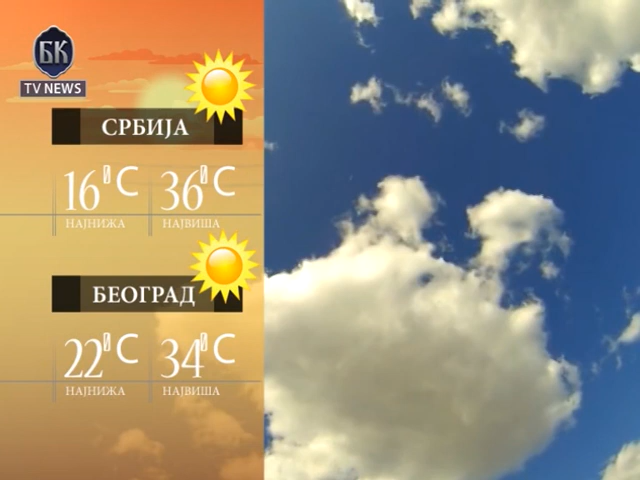 БК
TV NEWS
СРБИЈА
16°C 36°C
НАЈНИЖА НАЈВИША
БЕОГРАД
22°C 34°C
НАЈНИЖА НАЈВИША